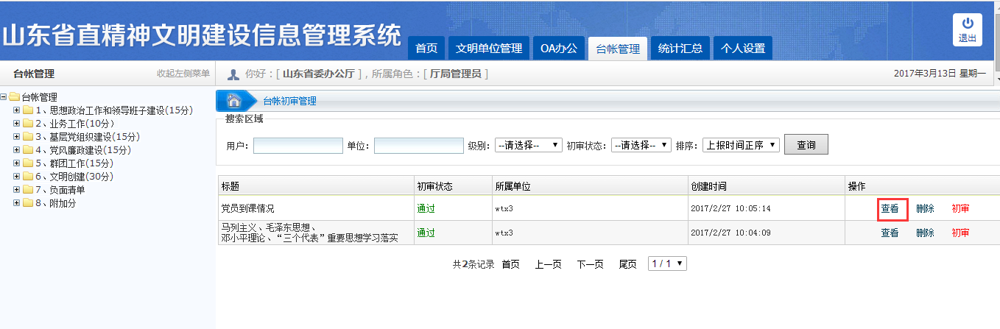 山东省直精神文明建设信息管理系统
首页 文明单位管理 OA办公 台帐管理 统计汇总 个人设置
退出
台帐管理 收起左侧菜单
你好：[ 山东省委办公厅 ]，所属角色：[ 厅局管理员 ]
2017年3月13日 星期一
台帐管理
1、思想政治工作和领导班子建设(15分)
2、业务工作(10分)
3、基层党组织建设(15分)
4、党风廉政建设(15分)
5、群团工作(15分)
6、文明创建(30分)
7、负面清单
8、附加分
台帐初审管理
搜索区域
用户： 单位： 级别： --请选择-- 初审状态： --请选择-- 排序： 上报时间正序 查询
标题 初审状态 所属单位 创建时间 操作
党员到课情况 通过 wtx3 2017/2/27 10:05:14 查看 删除 初审
马列主义、毛泽东思想、
邓小平理论、“三个代表”重要思想学习落实 通过 wtx3 2017/2/27 10:04:09 查看 删除 初审
共2条记录 首页 上一页 下一页 尾页 1 / 1